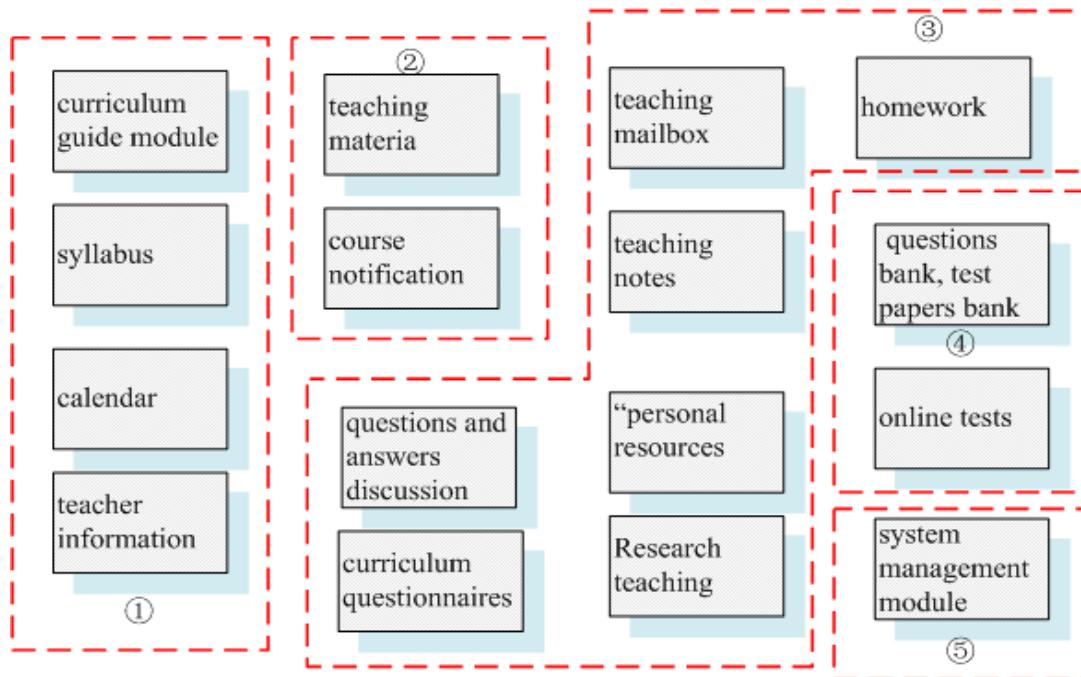 ①
curriculum
guide module
syllabus
calendar
teacher
information
②
teaching
materia
course
notification
③
teaching
mailbox
homework
teaching
notes
“personal
resources
Research
teaching
questions and
answers
discussion
curriculum
questionnaires
questions
bank, test
papers bank
④
online tests
system
management
module
⑤